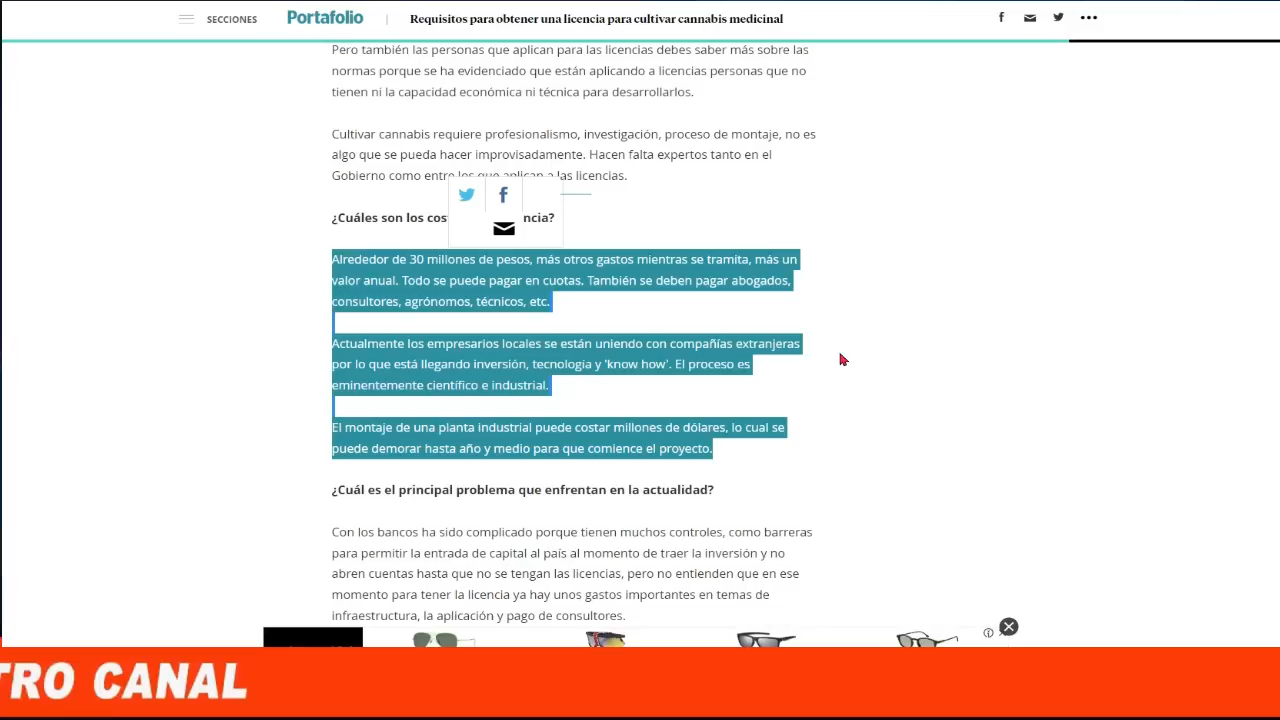 SECCIONES
Portafolio
Requisitos para obtener una licencia para cultivar cannabis medicinal
Pero también las personas que aplican para las licencias debes saber más sobre las
normas porque se ha evidenciado que están aplicando a licencias personas que no
tienen ni la capacidad económica ni técnica para desarrollarlos.
Cultivar cannabis requiere profesionalismo, investigación, proceso de montaje, no es
algo que se pueda hacer improvisadamente. Hacen falta expertos tanto en el
Gobierno como entre los que aplican a las licencias.
¿Cuáles son los cos ncia?
Alrededor de 30 millones de pesos, más otros gastos mientras se tramita, más un
valor anual. Todo se puede pagar en cuotas. También se deben pagar abogados,
consultores, agrónomos, técnicos, etc.
Actualmente los empresarios locales se están uniendo con compañías extranjeras
por lo que está llegando inversión, tecnología y 'know how'. El proceso es
eminentemente científico e industrial.
El montaje de una planta industrial puede costar millones de dólares, lo cual se
puede demorar hasta año y medio para que comience el proyecto.
¿Cuál es el principal problema que enfrentan en la actualidad?
Con los bancos ha sido complicado porque tienen muchos controles, como barreras
para permitir la entrada de capital al país al momento de traer la inversión y no
abren cuentas hasta que no se tengan las licencias, pero no entienden que en ese
momento para tener la licencia ya hay unos gastos importantes en temas de
infraestructura, la aplicación y pago de consultores.
TRO CANAL